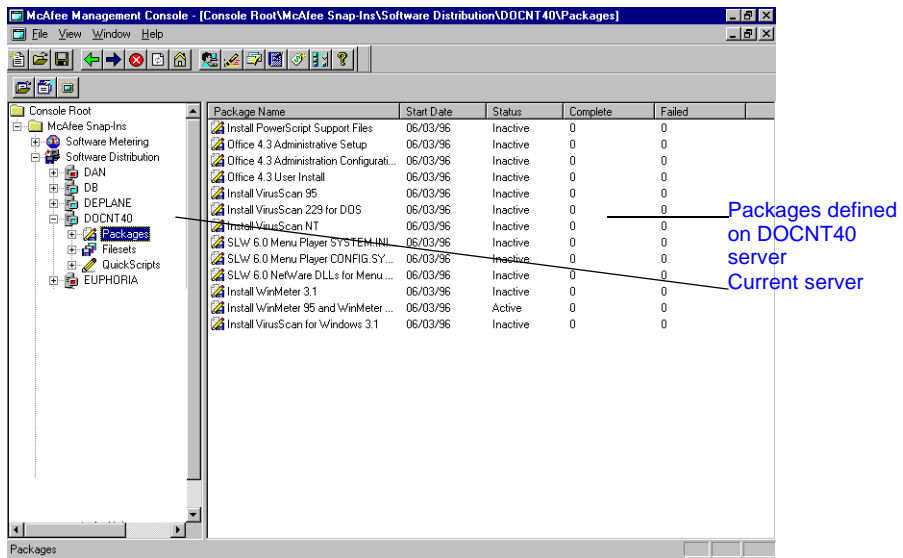 McAfee Management Console - [Console Root\McAfee Snap-Ins\Software Distribution\DOCNT40\Packages]
File View Window Help
Console Root
McAfee Snap-Ins
Software Metering
Software Distribution
DAN
DB
DEPLANE
DOCNT40
Packages
Filesets
QuickScripts
EUPHORIA
Package Name Start Date Status Complete Failed
Install PowerScript Support Files 06/03/96 Inactive 0 0
Office 4.3 Administrative Setup 06/03/96 Inactive 0 0
Office 4.3 Administration Configurati... 06/03/96 Inactive 0 0
Office 4.3 User Install 06/03/96 Inactive 0 0
Install VirusScan 95 06/03/96 Inactive 0 0
Install VirusScan 229 for DOS 06/03/96 Inactive 0 0
Install VirusScan NT 06/03/96 Inactive 0 0
SLW 6.0 Menu Player SYSTEM.INI... 06/03/96 Inactive 0 0
SLW 6.0 Menu Player CONFIG.SY... 06/03/96 Inactive 0 0
SLW 6.0 NetWare DLLs for Menu ... 06/03/96 Inactive 0 0
Install WinMeter 3.1 06/03/96 Inactive 0 0
Install WinMeter 95 and WinMeter ... 06/03/96 Active 0 0
Install VirusScan for Windows 3.1 06/03/96 Inactive 0 0
Packages defined
on DOCNT40
server
Current server
Packages